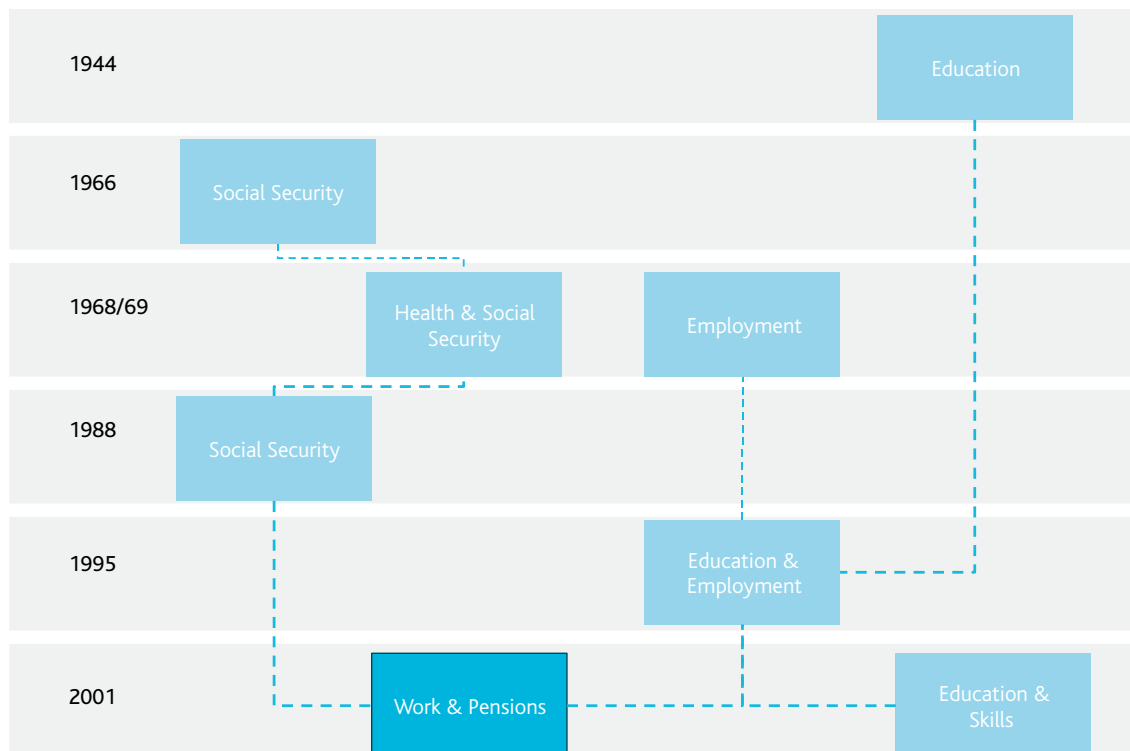 1944
Education
1966
Social Security
1968/69
Health & Social
Security
Employment
1988
Social Security
1995
Education &
Employment
2001
Work & Pensions
Education &
Skills